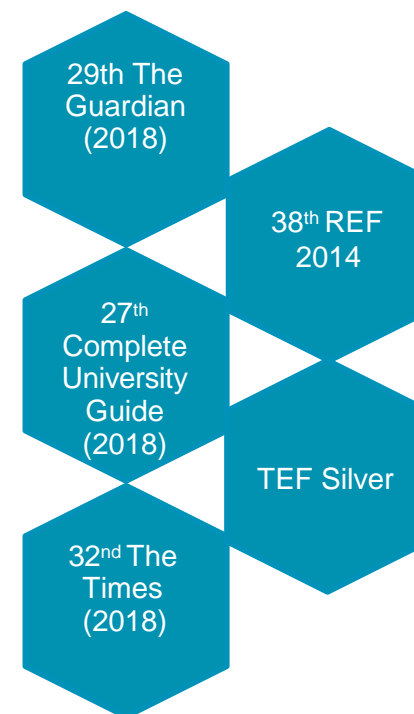 29th The
Guardian
(2018)
38th REF
2014
27th
Complete
University
Guide
(2018)
TEF Silver
32nd The
Times
(2018)